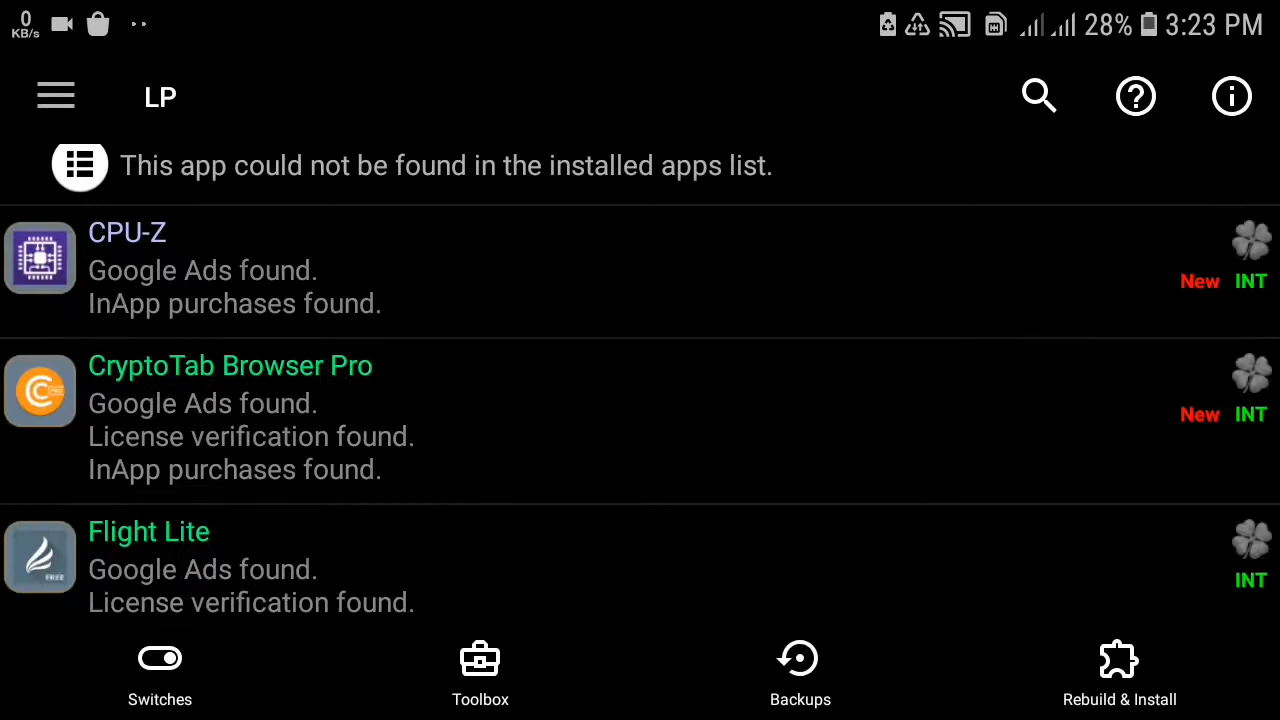 0
KB/s
28% 3:23 PM
LP
This app could not be found in the installed apps list.
CPU-Z
Google Ads found.
InApp purchases found.
New INT
CryptoTab Browser Pro
Google Ads found.
License verification found.
InApp purchases found.
New INT
Flight Lite
Google Ads found.
License verification found.
FREE
INT
Switches
Toolbox
Backups
Rebuild & Install